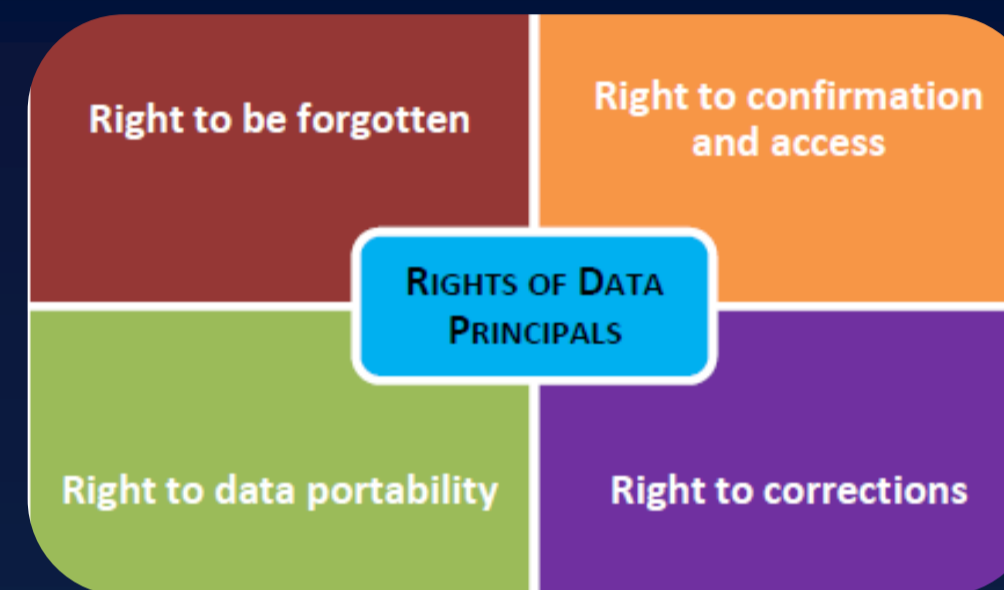 Right to be forgotten
Right to confirmation
and access
RIGHTS OF DATA
PRINCIPALS
Right to data portability
Right to corrections